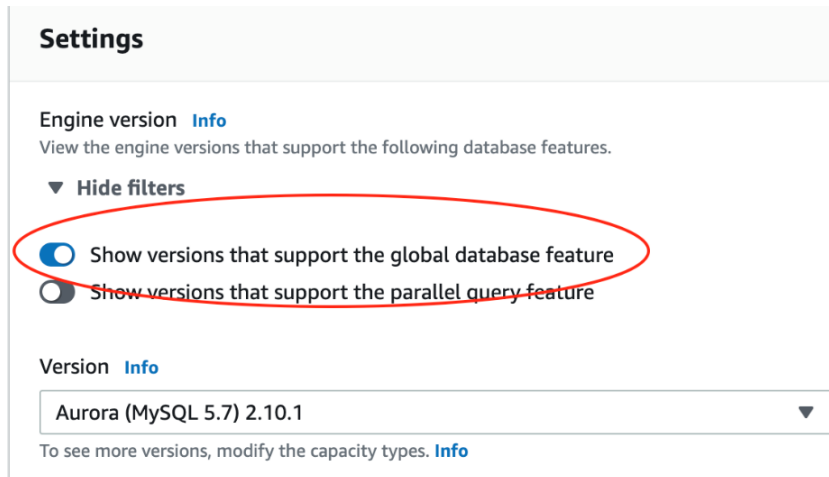 Settings
Engine version Info
View the engine versions that support the following database features.
Hide filters
Show versions that support the global database feature
Show versions that support the parallel query feature
Version Info
Aurora (MySQL 5.7) 2.10.1
To see more versions, modify the capacity types. Info